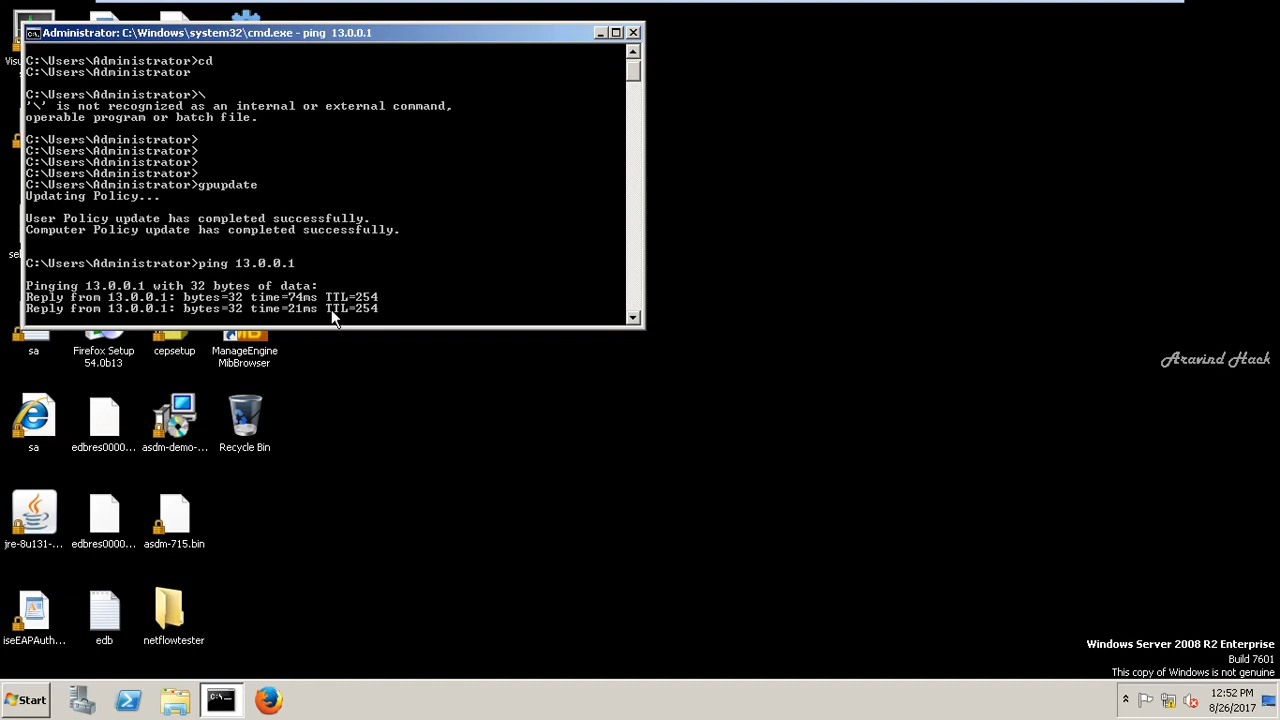 Administrator: C:\Windows\system32\cmd.exe - ping 13.0.0.1
C:\Users\Administrator>cd
C:\Users\Administrator
C:\Users\Administrator>\
'\' is not recognized as an internal or external command,
operable program or batch file.
C:\Users\Administrator>
C:\Users\Administrator>
C:\Users\Administrator>
C:\Users\Administrator>
C:\Users\Administrator>gpupdate
Updating Policy...
User Policy update has completed successfully.
Computer Policy update has completed successfully.
C:\Users\Administrator>ping 13.0.0.1
Pinging 13.0.0.1 with 32 bytes of data:
Reply from 13.0.0.1: bytes=32 time=74ms TTL=254
Reply from 13.0.0.1: bytes=32 time=21ms TTL=254
sa
Firefox Setup
54.0b13
cepsetup
ManageEngine
MibBrowser
Aravind Hack
sa
edbres0000...
asdm-demo-...
Recycle Bin
jre-8u131-...
edbres0000...
asdm-715.bin
iseEAPAuth...
edb
netflowtester
Windows Server 2008 R2 Enterprise
Build 7601
This copy of Windows is not genuine
Start
12:52 PM
8/26/2017